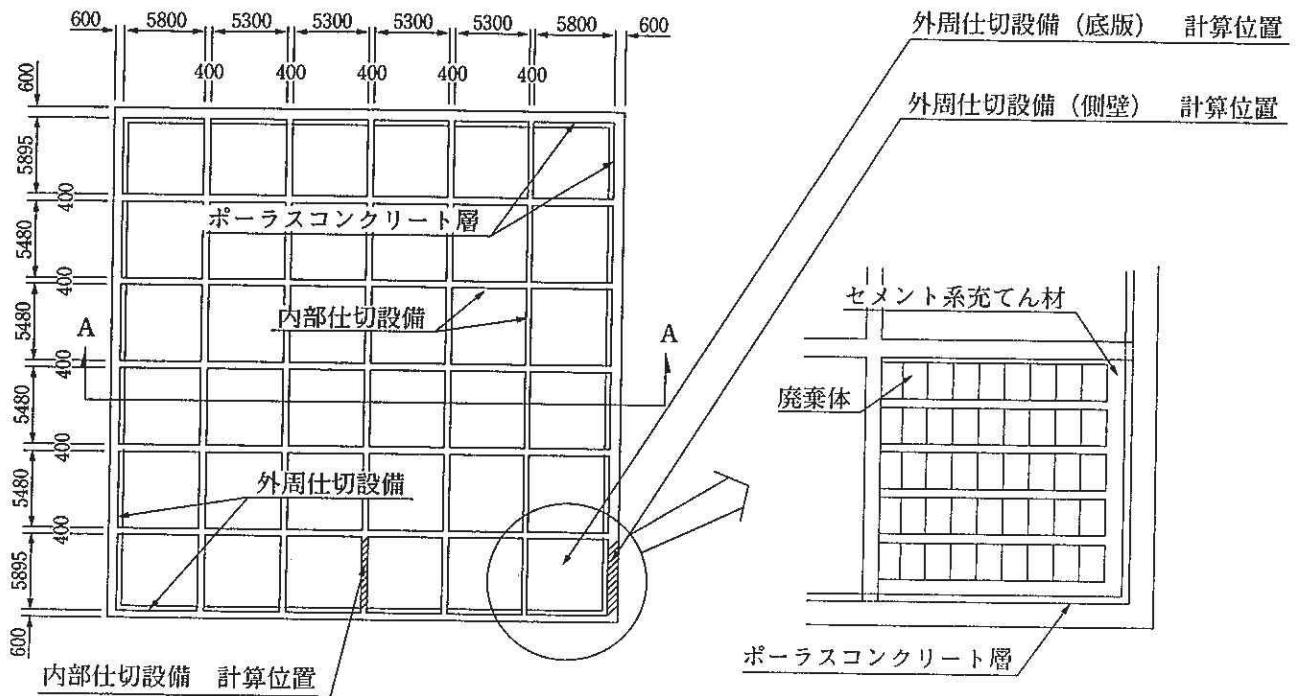 600 5800 5300 5300 5300 5300 5800 600
400 400 400 400 400
外周仕切設備（底版） 計算位置
外周仕切設備（側壁） 計算位置
600
5895
400
5480
400
5480
400
5480
400
5480
400
5895
600
ポーラスコンクリート層
内部仕切設備
A A
外周仕切設備
内部仕切設備 計算位置
セメント系充てん材
廃棄体
ポーラスコンクリート層